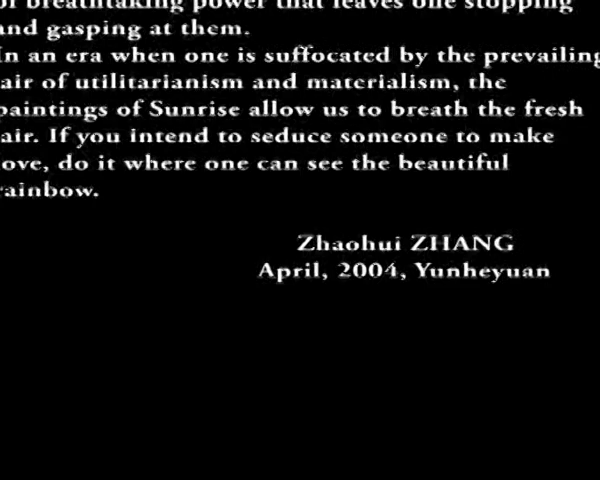 of breathtaking power that leaves one stopping
and gasping at them.
In an era when one is suffocated by the prevailing
air of utilitarianism and materialism, the
paintings of Sunrise allow us to breath the fresh
air. If you intend to seduce someone to make
love, do it where one can see the beautiful
rainbow.
Zhaohui ZHANG
April, 2004, Yunheyuan